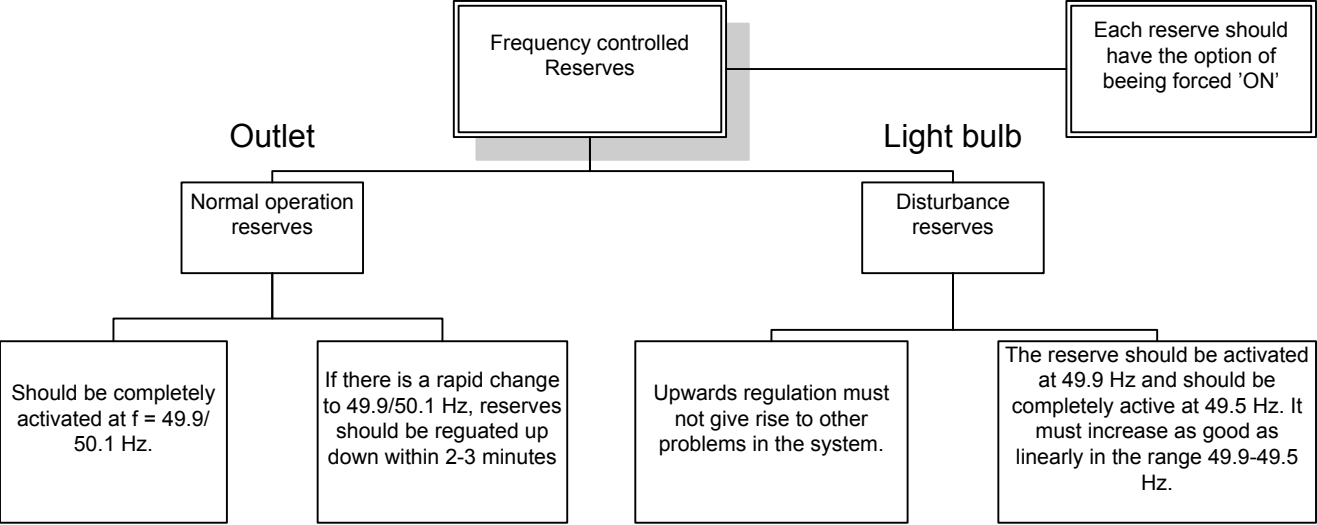 Frequency controlled
Reserves
Each reserve should
have the option of
beeing forced ’ON’
Outlet
Light bulb
Normal operation
reserves
Disturbance
reserves
Should be completely
activated at f = 49.9/
50.1 Hz.
If there is a rapid change
to 49.9/50.1 Hz, reserves
should be reguated up
down within 2-3 minutes
Upwards regulation must
not give rise to other
problems in the system.
The reserve should be activated
at 49.9 Hz and should be
completely active at 49.5 Hz. It
must increase as good as
linearly in the range 49.9-49.5
Hz.